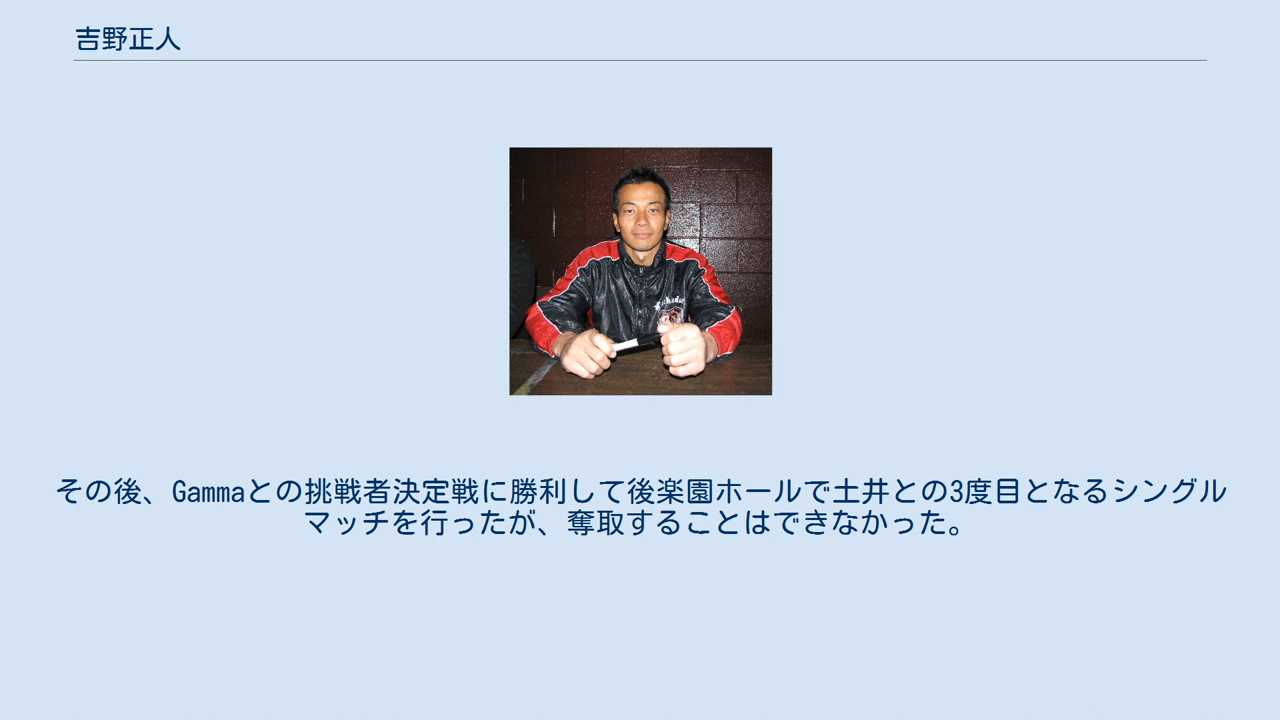 吉野正人
その後、Gammaとの挑戦者決定戦に勝利して後楽園ホールで土井との3度目となるシングル
マッチを行ったが、奪取することはできなかった。